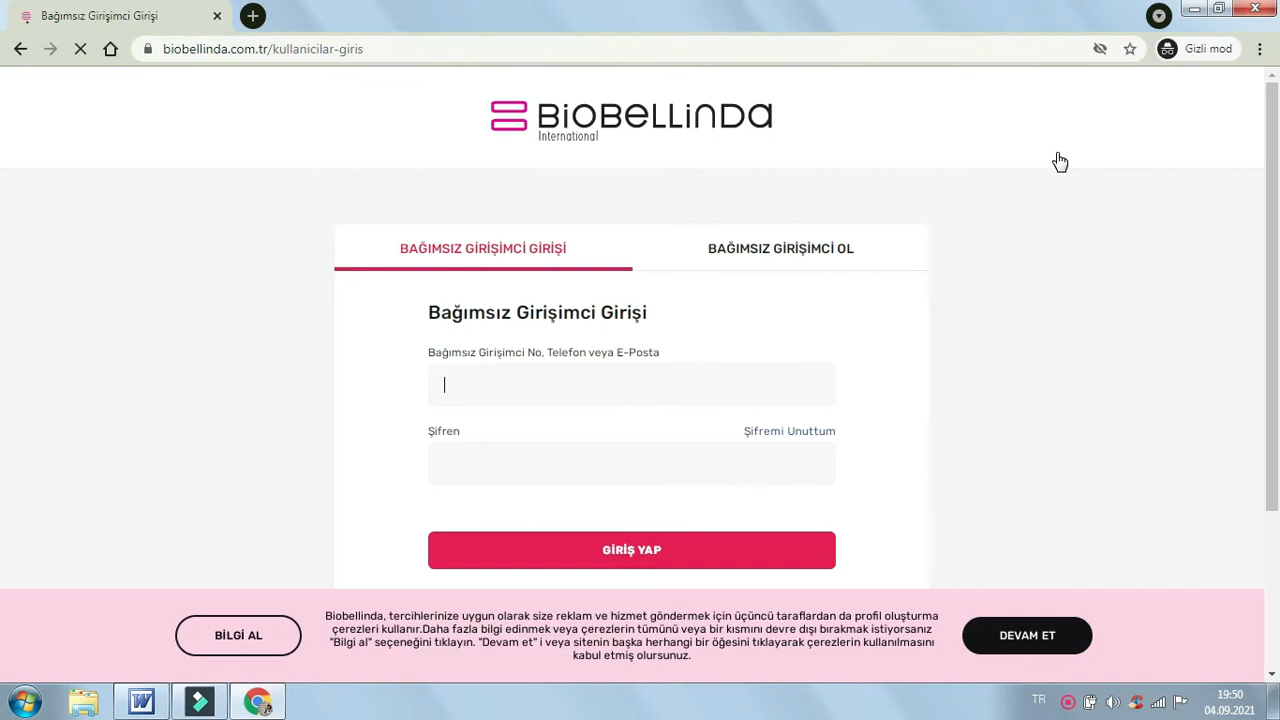 Bağımsız Girişimci Girişi
biobellinda.com.tr/kullanicilar-giris
Gizli mod
BiOBELLiNDa
International
BAĞIMSIZ GİRİŞİMCİ GİRİŞİ
BAĞIMSIZ GİRİŞİMCİ OL
Bağımsız Girişimci Girişi
Bağımsız Girişimci No, Telefon veya E-Posta
Şifren
Şifremi Unuttum
GİRİŞ YAP
BİLGİ AL
Biobellinda, tercihlerinize uygun olarak size reklam ve hizmet göndermek için üçüncü taraflardan da profil oluşturma
çerezleri kullanır.Daha fazla bilgi edinmek veya çerezlerin tümünü veya bir kısmını devre dışı bırakmak istiyorsanız
"Bilgi al" seçeneğini tıklayın. "Devam et" i veya sitenin başka herhangi bir öğesini tıklayarak çerezlerin kullanılmasını
kabul etmiş olursunuz.
DEVAM ET
TR
19:50
04.09.2021